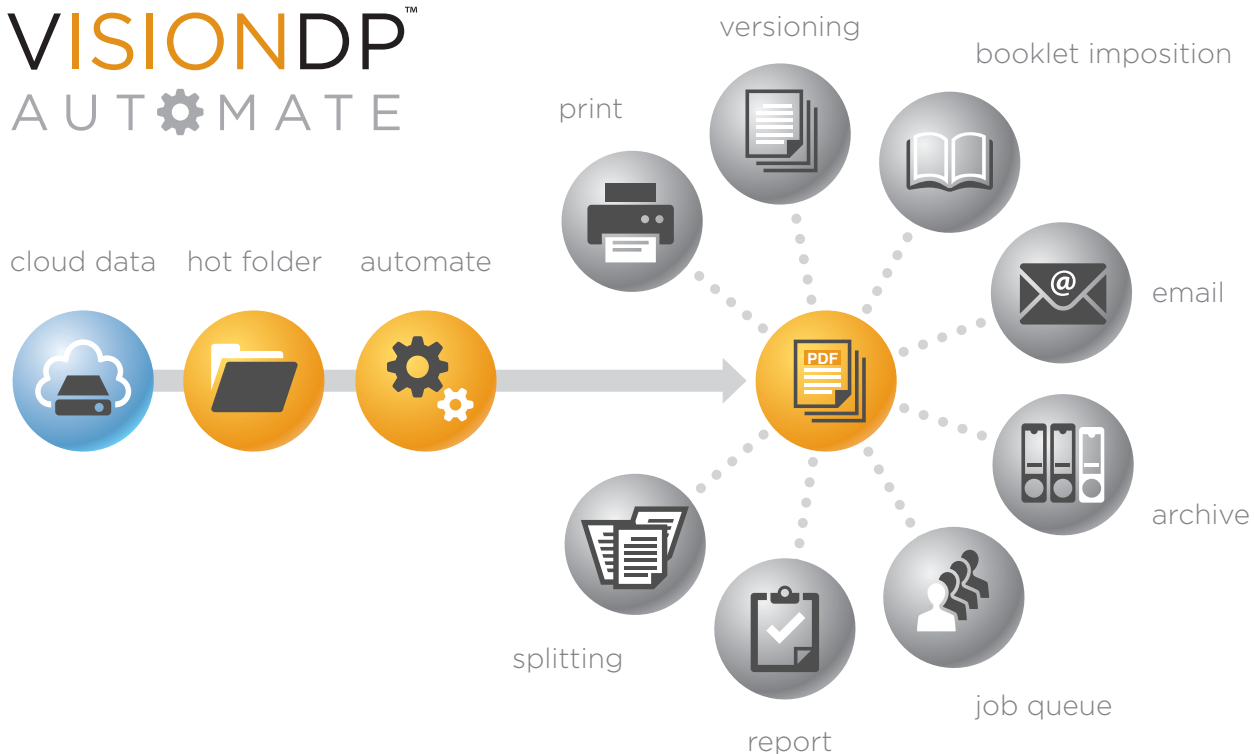 VISIONDP™
AUTOMATE
versioning
booklet imposition
print
cloud data
hot folder
automate
email
@
PDF
archive
splitting
job queue
report